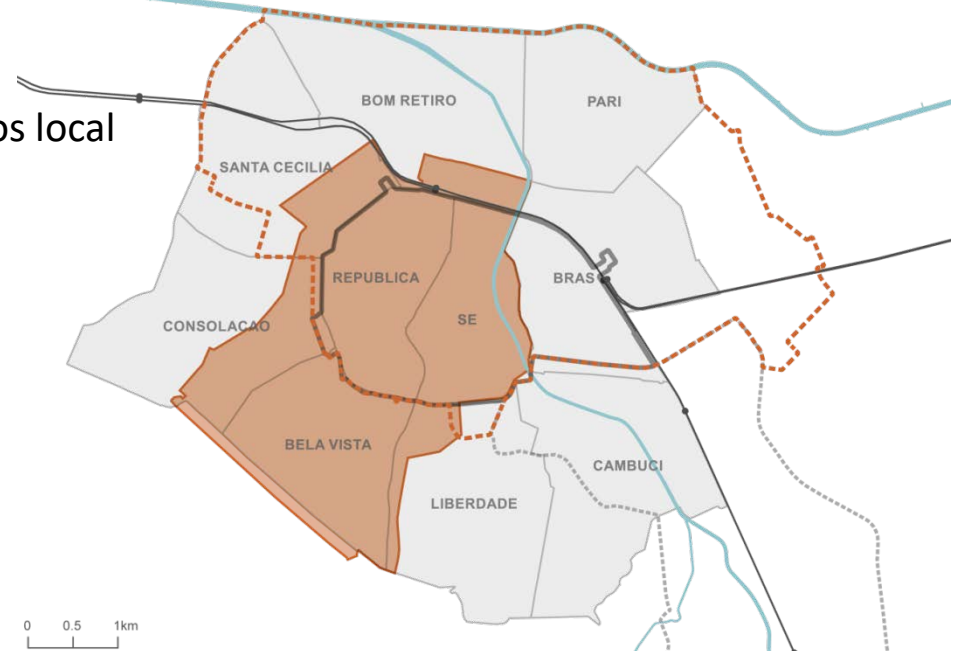 os local
BOM RETIRO
PARI
SANTA CECILIA
REPUBLICA
BRAS
CONSOLACAO
SE
BELA VISTA
CAMBUCI
LIBERDADE
0 0.5 1km